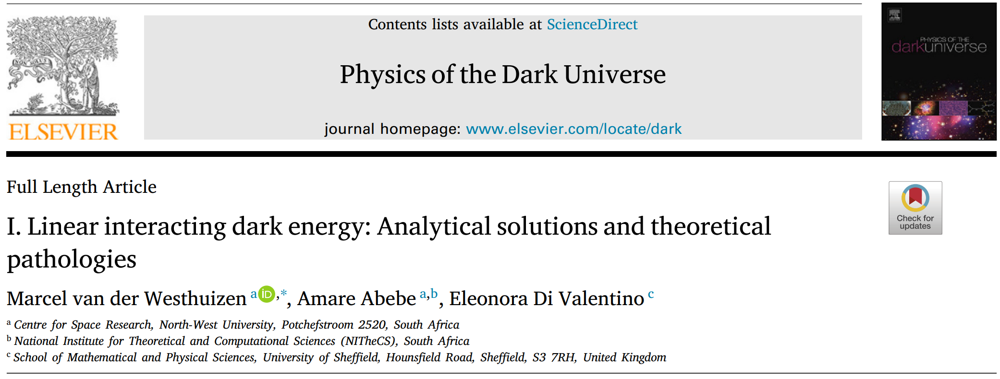 Contents lists available at ScienceDirect
PHYSICS OF THE
darkuniverse
NON SOLUS
Physics of the Dark Universe
ELSEVIER
journal homepage: www.elsevier.com/locate/dark
Full Length Article
Check for
updates
I. Linear interacting dark energy: Analytical solutions and theoretical
pathologies
Marcel van der Westhuizen a iD,*, Amare Abebe a,b, Eleonora Di Valentino c
a Centre for Space Research, North-West University, Potchefstroom 2520, South Africa
b National Institute for Theoretical and Computational Sciences (NITheCS), South Africa
c School of Mathematical and Physical Sciences, University of Sheffield, Hounsfield Road, Sheffield, S3 7RH, United Kingdom